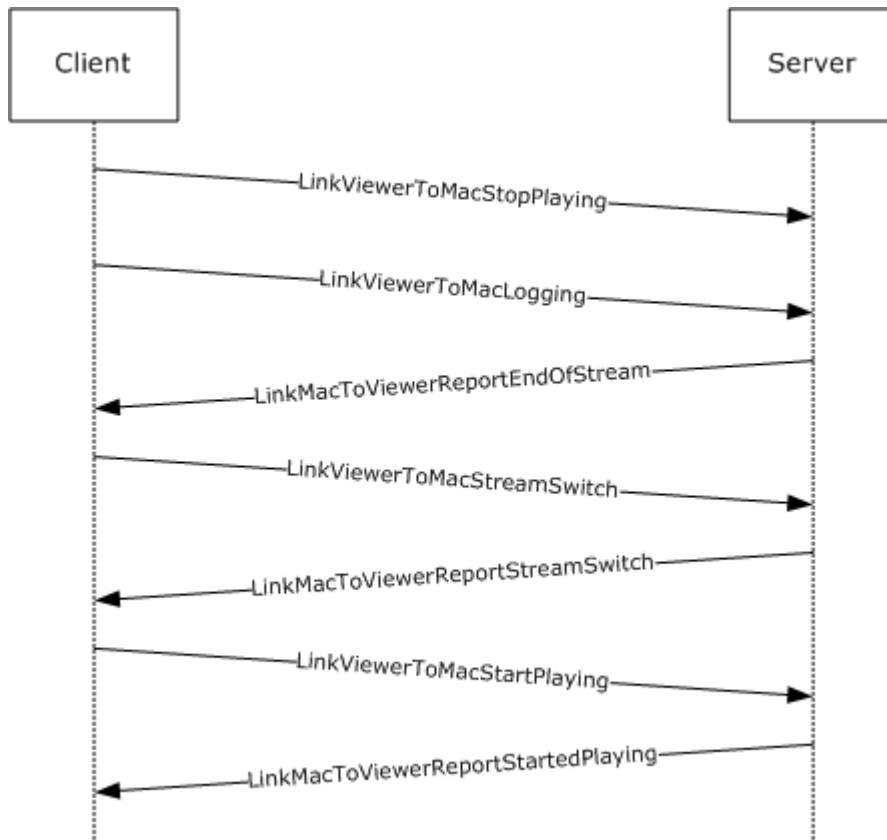 Client
Server
LinkViewerToMacStopPlaying
LinkViewerToMacLogging
LinkMacToViewerReportEndOfStream
LinkViewerToMacStreamSwitch
LinkMacToViewerReportStreamSwitch
LinkViewerToMacStartPlaying
LinkMacToViewerReportStartedPlaying